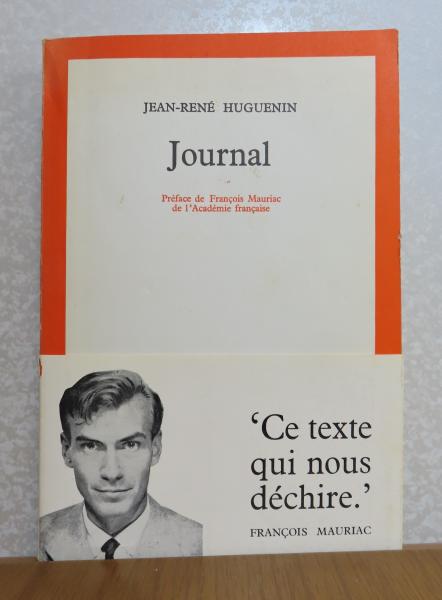 JEAN-RENÉ HUGUENIN
Journal
Préface de François Mauriac
de l'Académie française
‘Ce texte
qui nous
déchire.’
FRANÇOIS MAURIAC